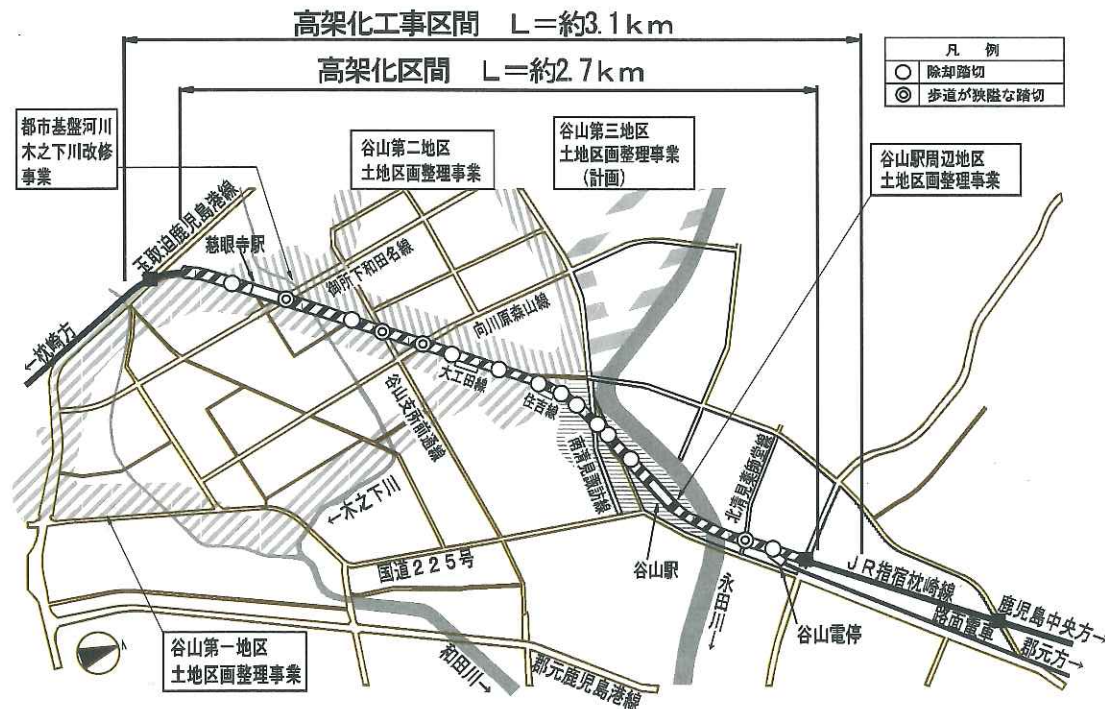 高架化工事区間 L=約3.1km
高架化区間 L=約2.7km
凡例
○ 除却踏切
◎ 歩道が狭隘な踏切
都市基盤河川
木之下川改修
事業
谷山第二地区
土地区画整理事業
谷山第三地区
土地区画整理事業
(計画)
谷山駅周辺地区
土地区画整理事業
玉取迫鹿児島港線
慈眼寺駅
御所下和田名線
向川原森山線
←枕崎方
大工田線
住吉線
谷山支所前通線
南清見諏訪線
北清見薬師堂線
←木之下川
国道225号
谷山駅
永田川→
JR指宿枕崎線
鹿児島中央方→
路面電車
郡元方→
谷山電停
谷山第一地区
土地区画整理事業
和田川→
郡元鹿児島港線
N